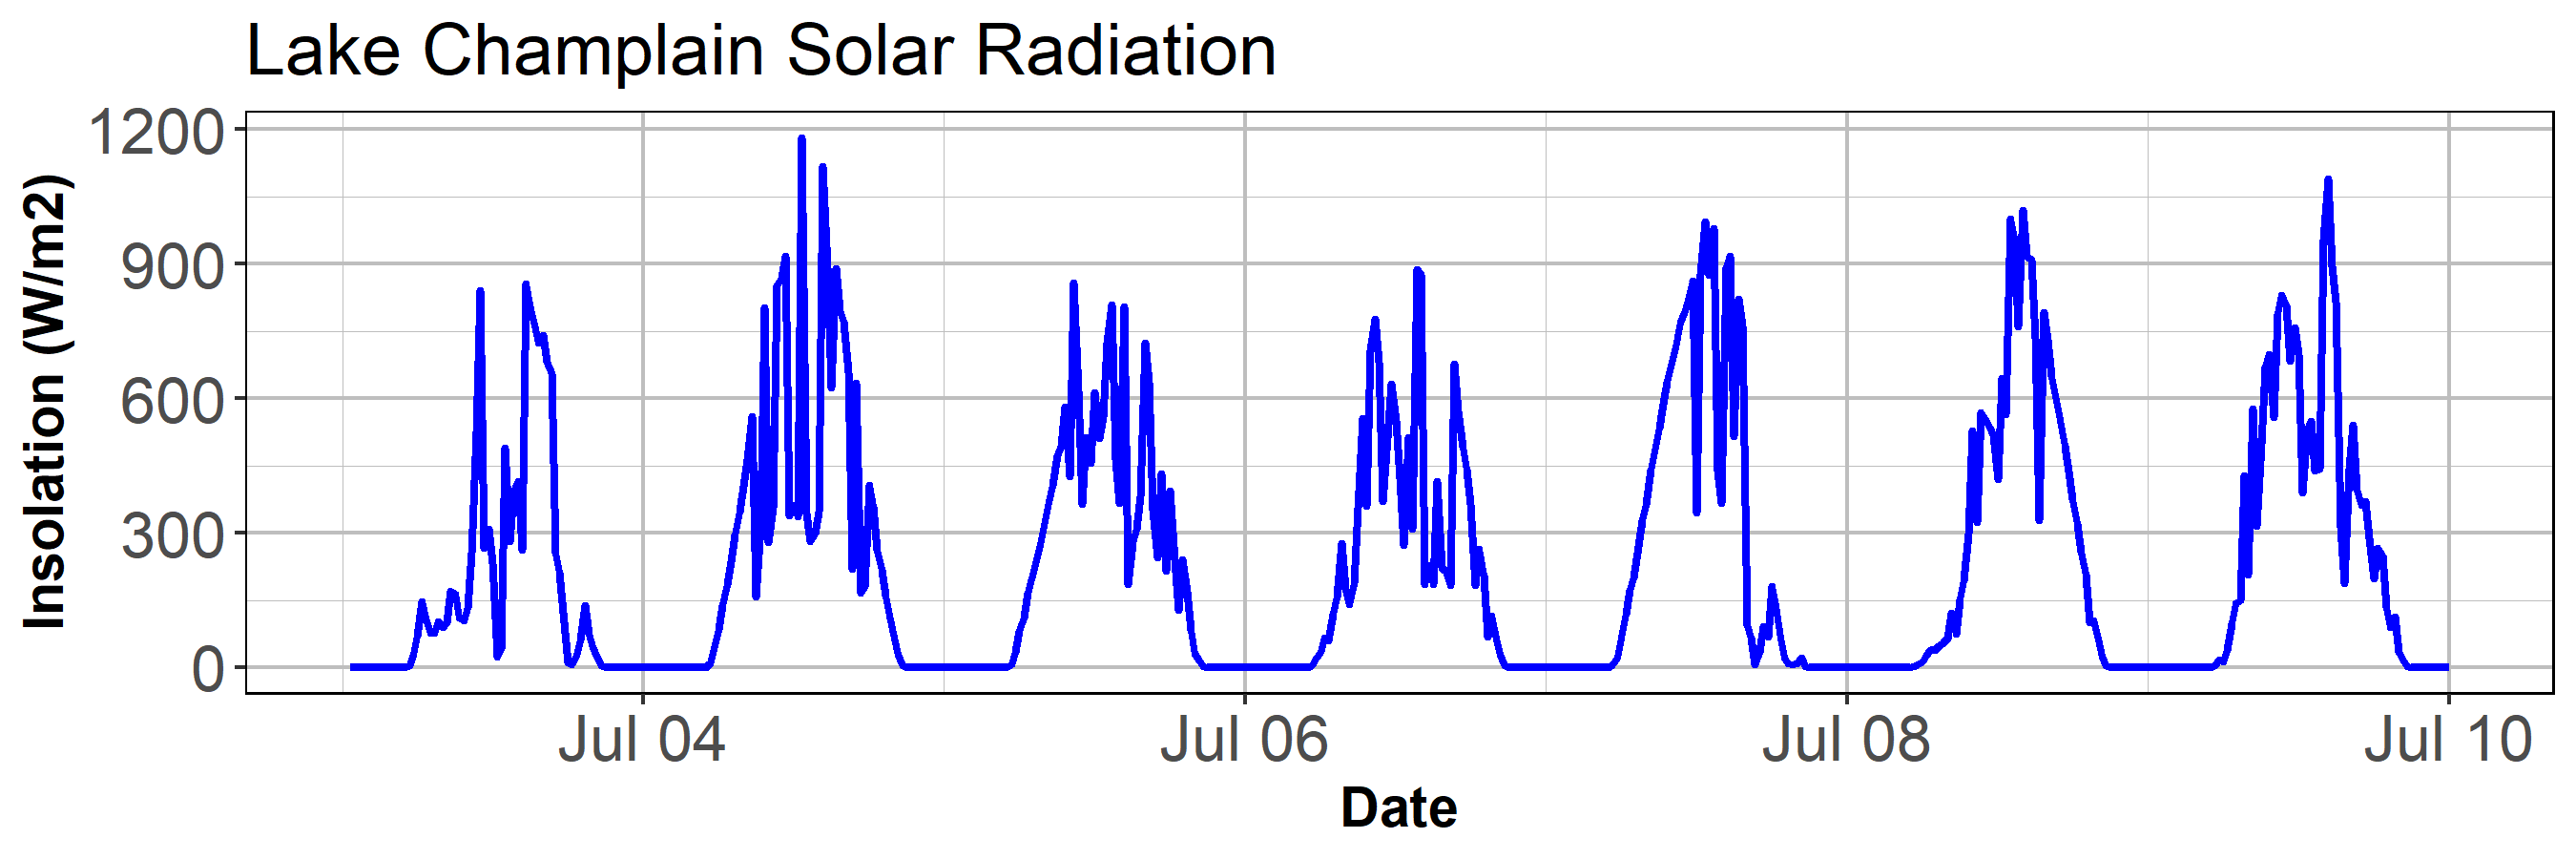 Lake Champlain Solar Radiation
1200
900
600
300
0
Insolation (W/m2)
Jul 04 Jul 06 Jul 08 Jul 10
Date